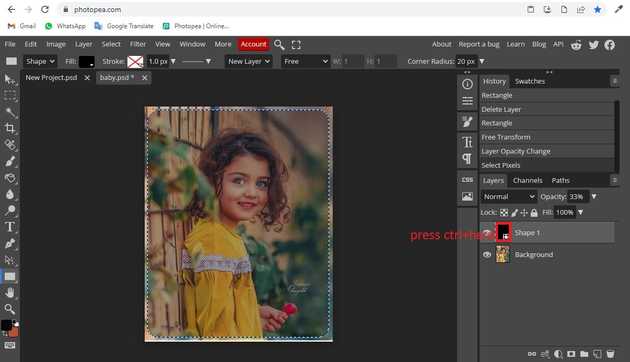 photopea.com
Gmail WhatsApp Google Translate Photopea | Online...
File Edit Image Layer Select Filter View Window More Account About Report a bug Learn Blog API
Shape Fill: Stroke: 1.0 px New Layer Free W: 1 H: 1 Corner Radius: 20 px
New Project.psd baby.psd *
History Swatches
Rectangle
Delete Layer
Rectangle
Free Transform
Layer Opacity Change
Select Pixels
Layers Channels Paths
Normal Opacity: 33%
Lock: Fill: 100%
press ctrl+
Shape 1
Background
CSS